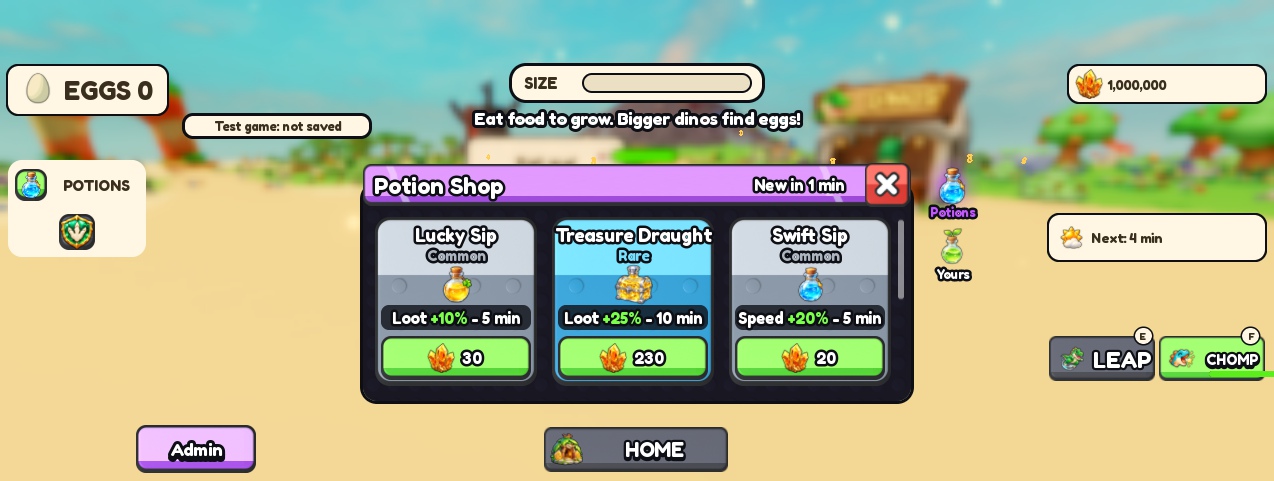 EGGS 0
SIZE
1,000,000
Test game: not saved
Eat food to grow. Bigger dinos find eggs!
POTIONS
Potion Shop
New in 1 min
Lucky Sip
Common
Loot +10% - 5 min
30
Treasure Draught
Rare
Loot +25% - 10 min
230
Swift Sip
Common
Speed +20% - 5 min
20
Potions
Yours
Next: 4 min
E
LEAP
F
CHOMP
Admin
HOME